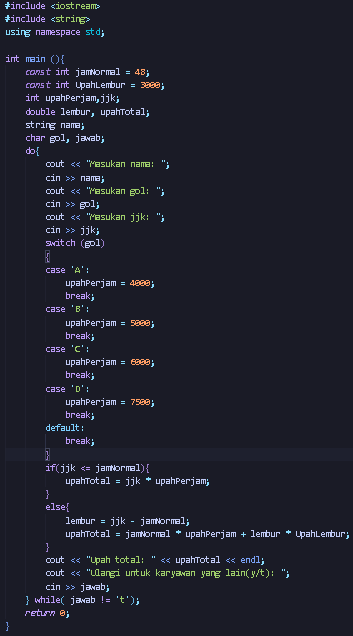 #include <iostream>
#include <string>
using namespace std;

int main (){
    const int jamNormal = 48;
    const int UpahLembur = 3000;
    int upahPerjam,jjk;
    double lembur, upahTotal;
    string nama;
    char gol, jawab;
    do{
        cout << "Masukan nama: ";
        cin >> nama;
        cout << "Masukan gol: ";
        cin >> gol;
        cout << "Masukan jjk: ";
        cin >> jjk;
        switch (gol)
        {
        case 'A':
            upahPerjam = 4000;
            break;
        case 'B':
            upahPerjam = 5000;
            break;
        case 'C':
            upahPerjam = 6000;
            break;
        case 'D':
            upahPerjam = 7500;
            break;
        default:
            break;
        }
        if(jjk <= jamNormal){
            upahTotal = jjk * upahPerjam;
        }
        else{
            lembur = jjk - jamNormal;
            upahTotal = jamNormal * upahPerjam + lembur * UpahLembur;
        }
        cout << "Upah total: " << upahTotal << endl;
        cout << "Ulangi untuk karyawan yang lain(y/t): ";
        cin >> jawab;
    } while( jawab != 't');
    return 0;
}